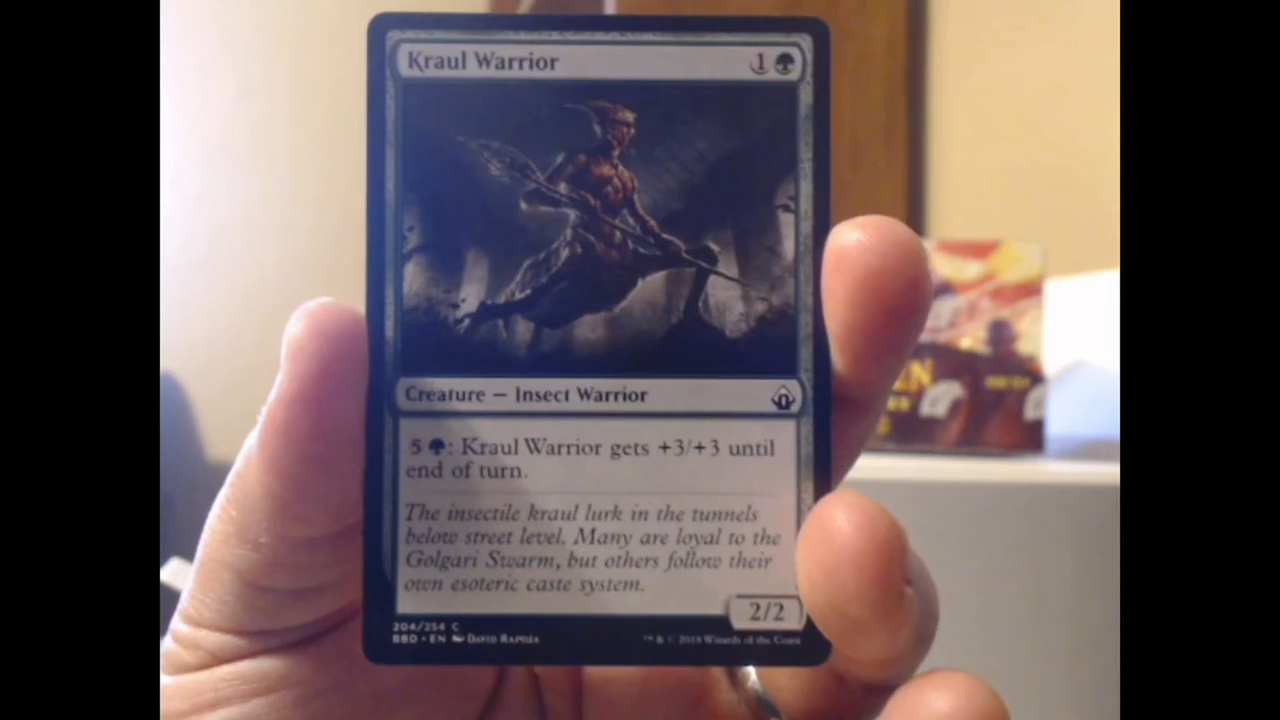 Kraul Warrior 1
Creature — Insect Warrior
5 : Kraul Warrior gets +3/+3 until
end of turn.
The insectile kraul lurk in the tunnels
below street level. Many are loyal to the
Golgari Swarm, but others follow their
own esoteric caste system.
2/2
204/254 C
BBD • EN David Rapoza
™ & © 2018 Wizards of the Coast